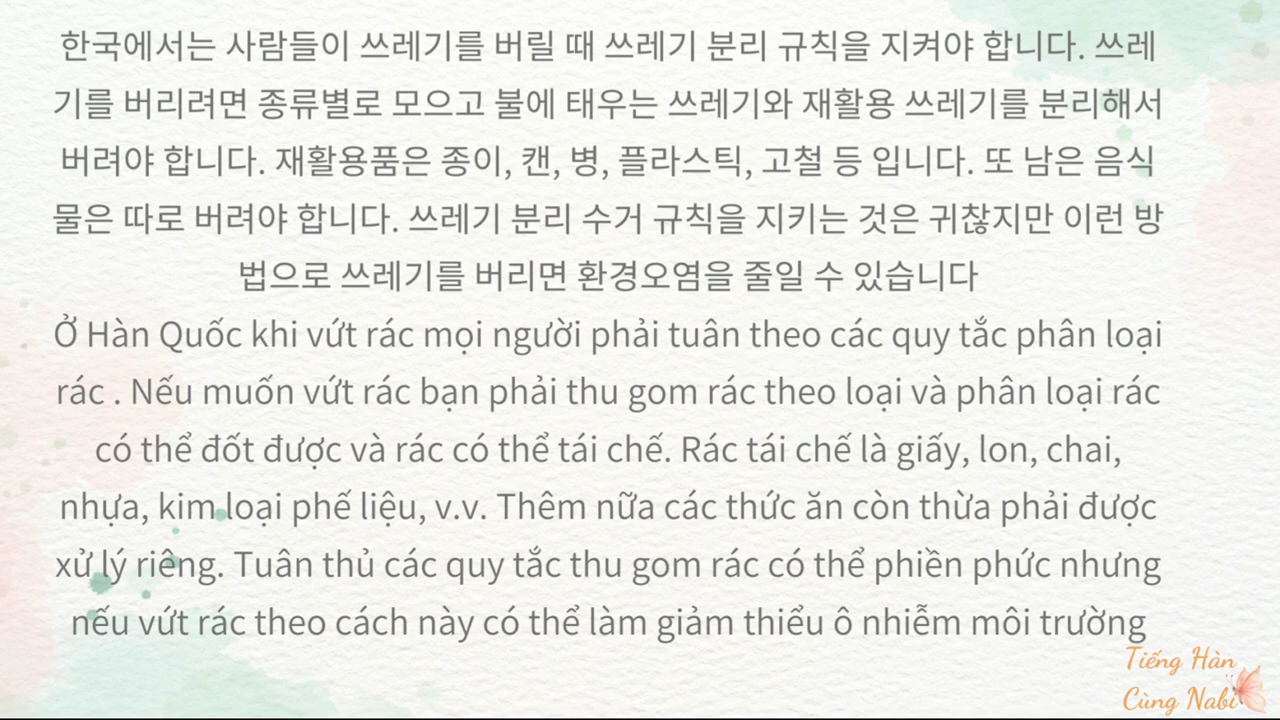 한국에서는 사람들이 쓰레기를 버릴 때 쓰레기 분리 규칙을 지켜야 합니다. 쓰레
기를 버리려면 종류별로 모으고 불에 태우는 쓰레기와 재활용 쓰레기를 분리해서
버려야 합니다. 재활용품은 종이, 캔, 병, 플라스틱, 고철 등 입니다. 또 남은 음식
물은 따로 버려야 합니다. 쓰레기 분리 수거 규칙을 지키는 것은 귀찮지만 이런 방
법으로 쓰레기를 버리면 환경오염을 줄일 수 있습니다
Ở Hàn Quốc khi vứt rác mọi người phải tuân theo các quy tắc phân loại
rác . Nếu muốn vứt rác bạn phải thu gom rác theo loại và phân loại rác
có thể đốt được và rác có thể tái chế. Rác tái chế là giấy, lon, chai,
nhựa, kim loại phế liệu, v.v. Thêm nữa các thức ăn còn thừa phải được
xử lý riêng. Tuân thủ các quy tắc thu gom rác có thể phiền phức nhưng
nếu vứt rác theo cách này có thể làm giảm thiểu ô nhiễm môi trường
Tiếng Hàn
Cùng Nabi